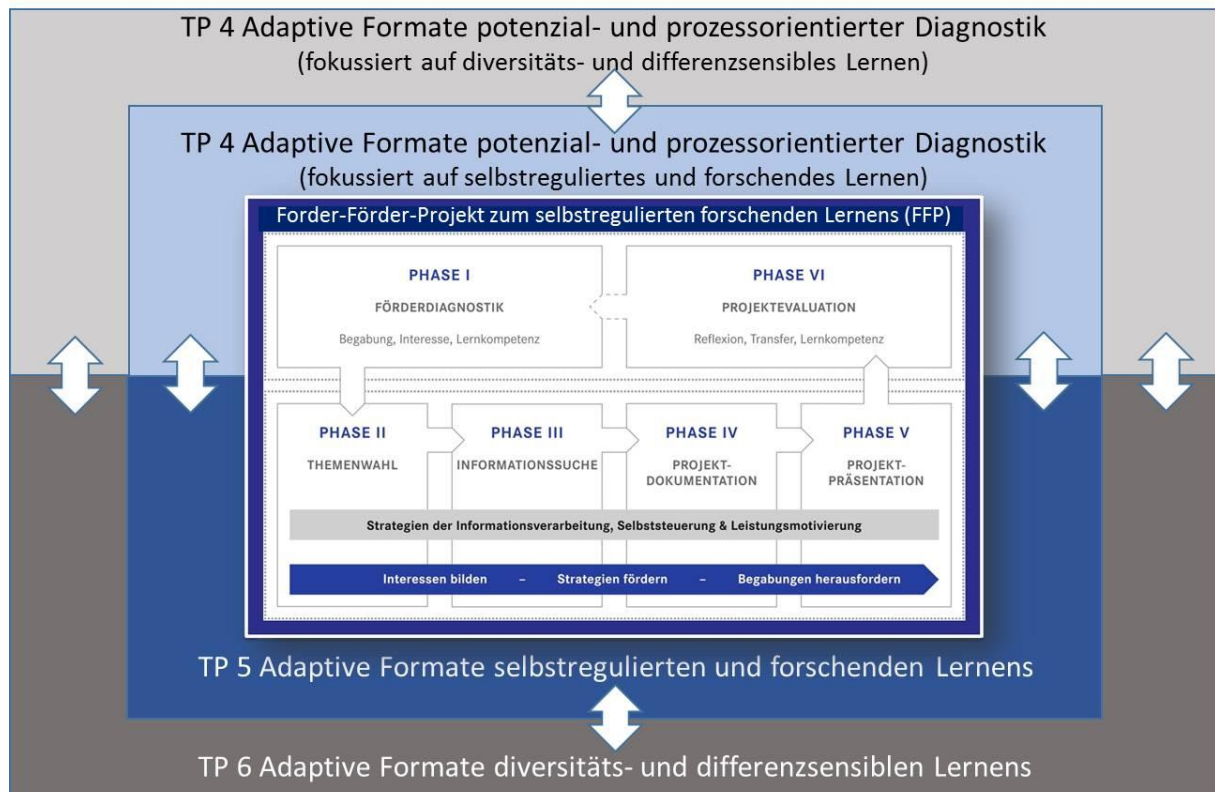 TP 4 Adaptive Formate potenzial- und prozessorientierter Diagnostik
(fokussiert auf diversitäts- und differenzsensibles Lernen)
TP 4 Adaptive Formate potenzial- und prozessorientierter Diagnostik
(fokussiert auf selbstreguliertes und forschendes Lernen)
Forder-Förder-Projekt zum selbstregulierten forschenden Lernens (FFP)
PHASE I
FÖRDERDIAGNOSTIK
Begabung, Interesse, Lernkompetenz
PHASE VI
PROJEKTEVALUATION
Reflexion, Transfer, Lernkompetenz
PHASE II
THEMENWAHL
PHASE III
INFORMATIONSSUCHE
PHASE IV
PROJEKT-
DOKUMENTATION
PHASE V
PROJEKT-
PRÄSENTATION
Strategien der Informationsverarbeitung, Selbststeuerung & Leistungsmotivierung
Interessen bilden – Strategien fördern – Begabungen herausfordern
TP 5 Adaptive Formate selbstregulierten und forschenden Lernens
TP 6 Adaptive Formate diversitäts- und differenzsensiblen Lernens